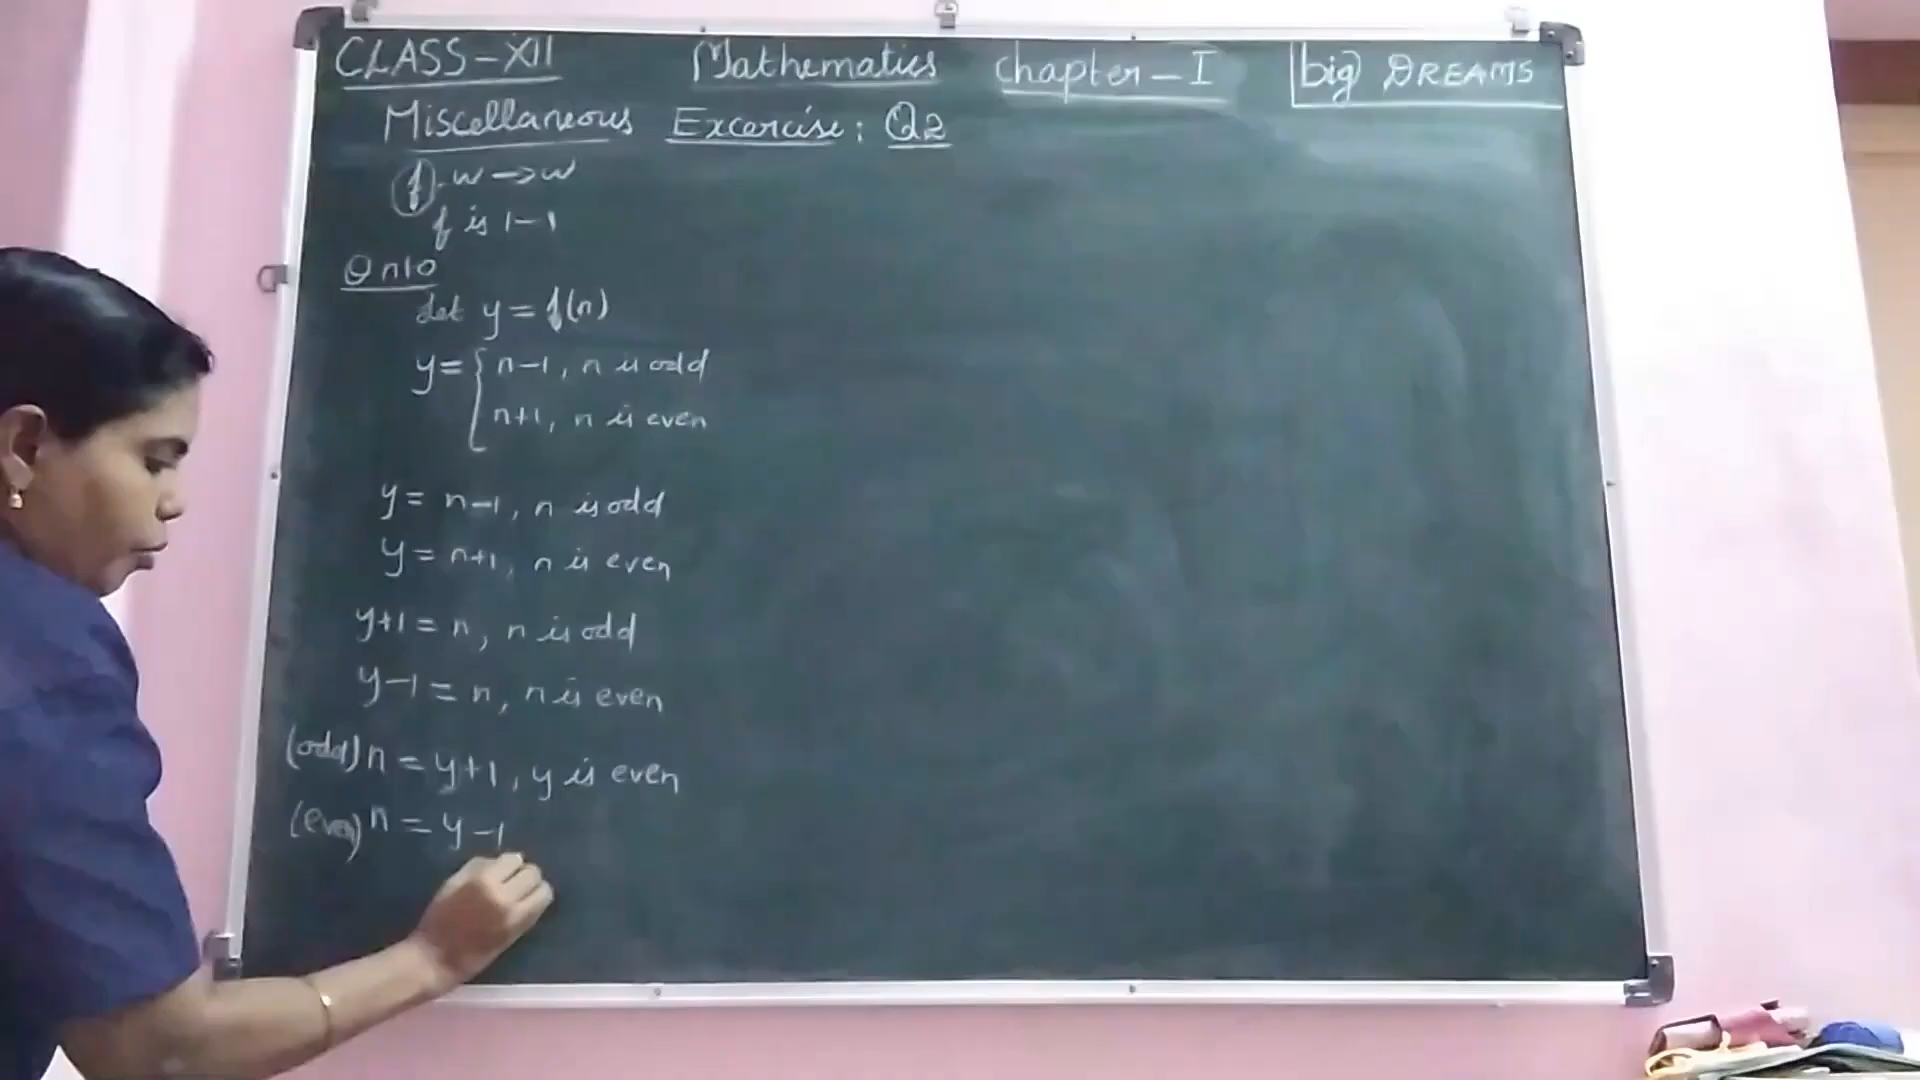 CLASS-XII Mathematics chapter-I big DREAMS
Miscellaneous Excercise: Q2
f: W→W
f is 1-1
Onto
Let y = f(n)
y = { n-1, n is odd
n+1, n is even
y = n-1, n is odd
y = n+1, n is even
y+1 = n, n is odd
y-1 = n, n is even
(odd) n = y+1, y is even
(even) n = y-1